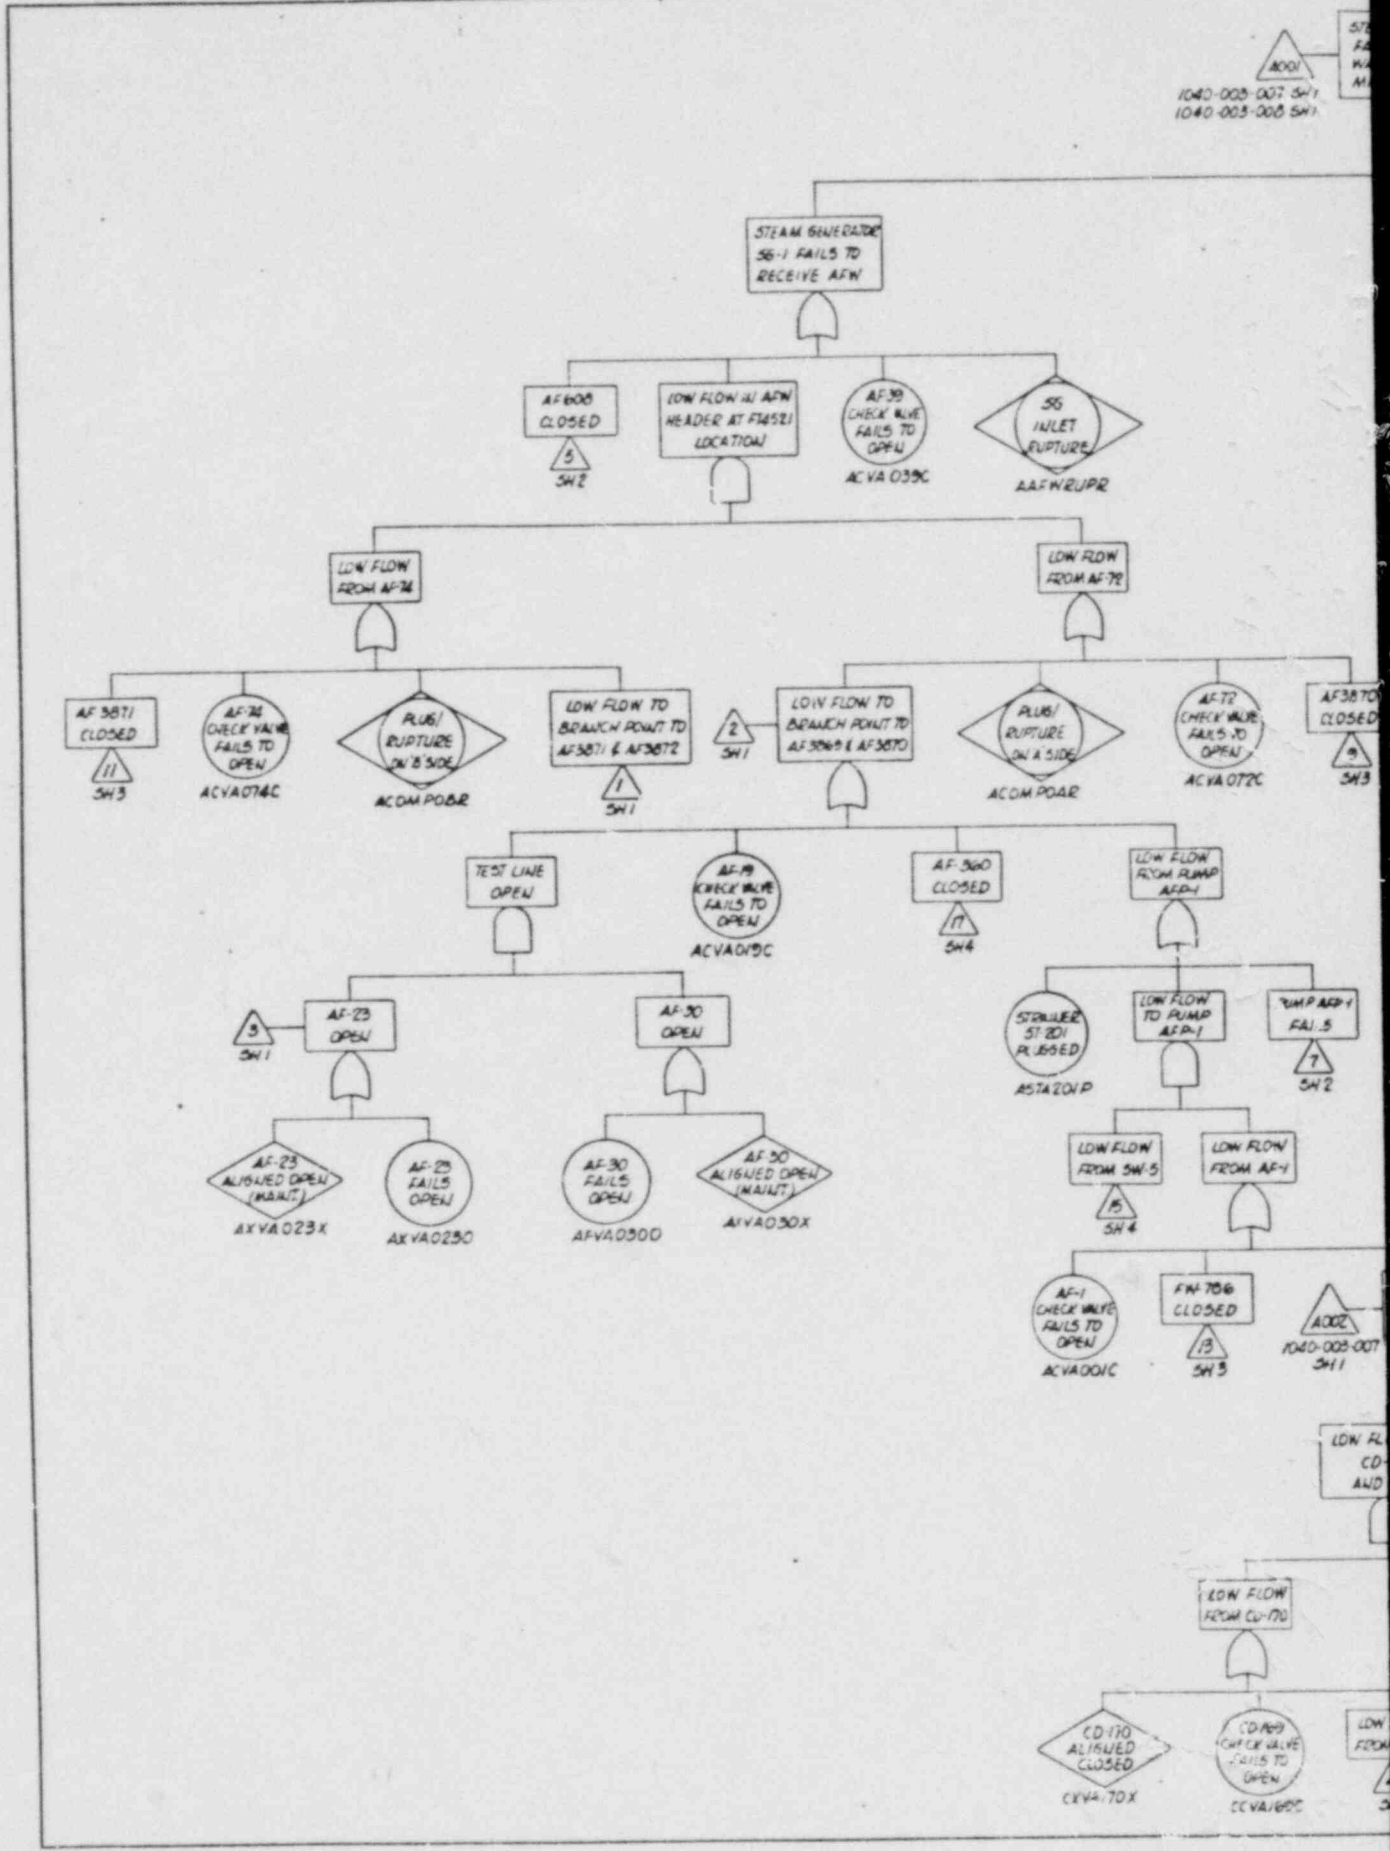 A001
1040-003-007 SH1
1040-003-008 SH1
STEAM GENERATOR
SG-1 FAILS TO
RECEIVE AFW
AF608
CLOSED
5
SH2
LOW FLOW IN AFW
HEADER AT FT4521
LOCATION
AF-39
CHECK VALVE
FAILS TO
OPEN
ACVA039C
SG
INLET
RUPTURE
AAFWRUPR
LOW FLOW
FROM AF-74
LOW FLOW
FROM AF-72
AF3871
CLOSED
11
SH3
AF-74
CHECK VALVE
FAILS TO
OPEN
ACVA074C
PLUG/
RUPTURE
ON 'B' SIDE
ACOMPOBR
LOW FLOW TO
BRANCH POINT TO
AF3871 & AF3872
1
SH1
2
SH1
LOW FLOW TO
BRANCH POINT TO
AF3869 & AF3870
PLUG/
RUPTURE
ON 'A' SIDE
ACOMPOAR
AF-72
CHECK VALVE
FAILS TO
OPEN
ACVA072C
AF3870
CLOSED
9
SH3
TEST LINE
OPEN
AF-19
CHECK VALVE
FAILS TO
OPEN
ACVA019C
AF-360
CLOSED
17
SH4
LOW FLOW
FROM PUMP
AFP-1
3
SH1
AF-23
OPEN
AF-30
OPEN
STRAINER
ST-201
PLUGGED
ASTA201P
LOW FLOW
TO PUMP
AFP-1
PUMP AFP-1
FAILS
7
SH2
AF-23
ALIGNED OPEN
(MAINT.)
AXVA023X
AF-23
FAILS
OPEN
AXVA023O
AF-30
FAILS
OPEN
AFVA030O
AF-30
ALIGNED OPEN
(MAINT.)
AXVA030X
LOW FLOW
FROM SW-5
15
SH4
LOW FLOW
FROM AF-1
AF-1
CHECK VALVE
FAILS TO
OPEN
ACVA001C
FW-786
CLOSED
13
SH3
A002
1040-003-007
SH1
LOW FL
CD-
AND
LOW FLOW
FROM CD-170
CD-170
ALIGNED
CLOSED
CXVA170X
CD-169
CHECK VALVE
FAILS TO
OPEN
CCVA169C
LOW
FROM